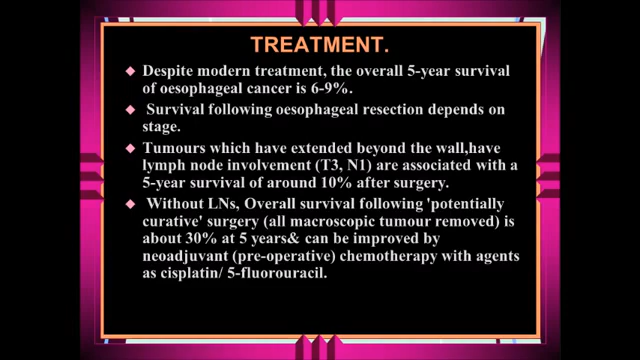 TREATMENT.
Despite modern treatment, the overall 5-year survival
of oesophageal cancer is 6-9%.
Survival following oesophageal resection depends on
stage.
Tumours which have extended beyond the wall,have
lymph node involvement (T3, N1) are associated with a
5-year survival of around 10% after surgery.
Without LNs, Overall survival following 'potentially
curative' surgery (all macroscopic tumour removed) is
about 30% at 5 years& can be improved by
neoadjuvant (pre-operative) chemotherapy with agents
as cisplatin/ 5-fluorouracil.